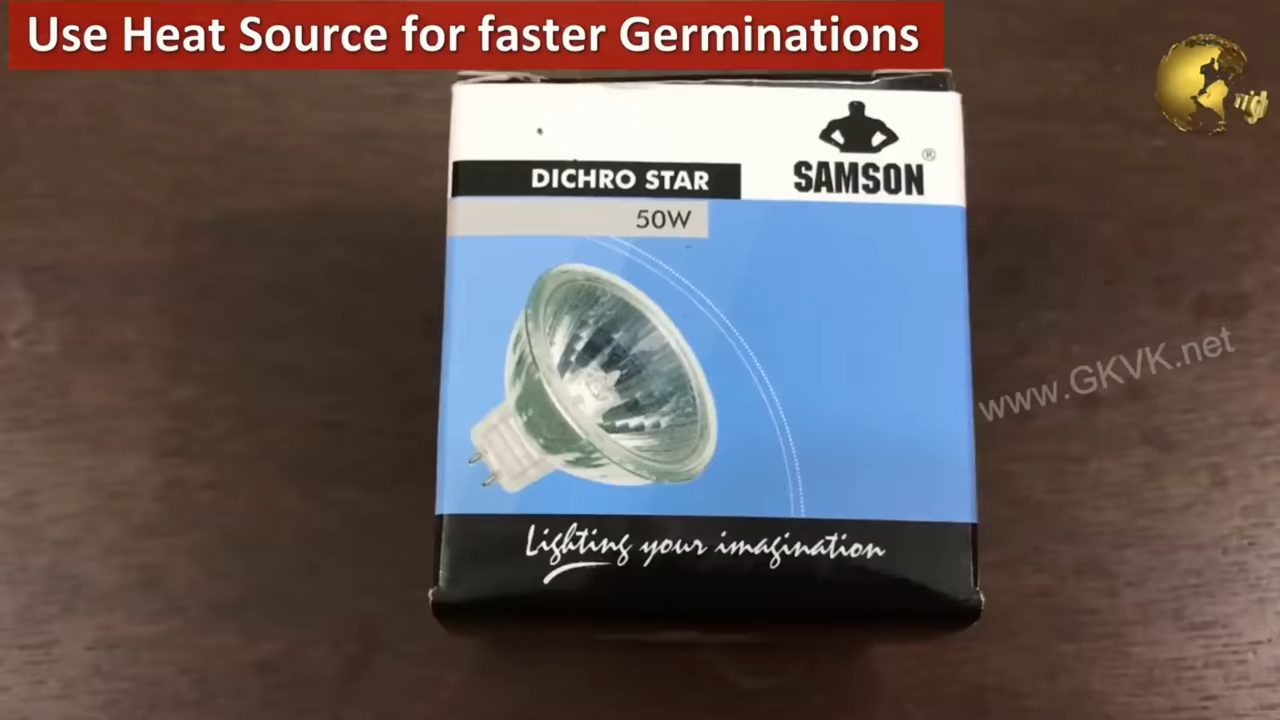 Use Heat Source for faster Germinations
SAMSON
®
DICHRO STAR
50W
www.GKVK.net
Lighting your imagination